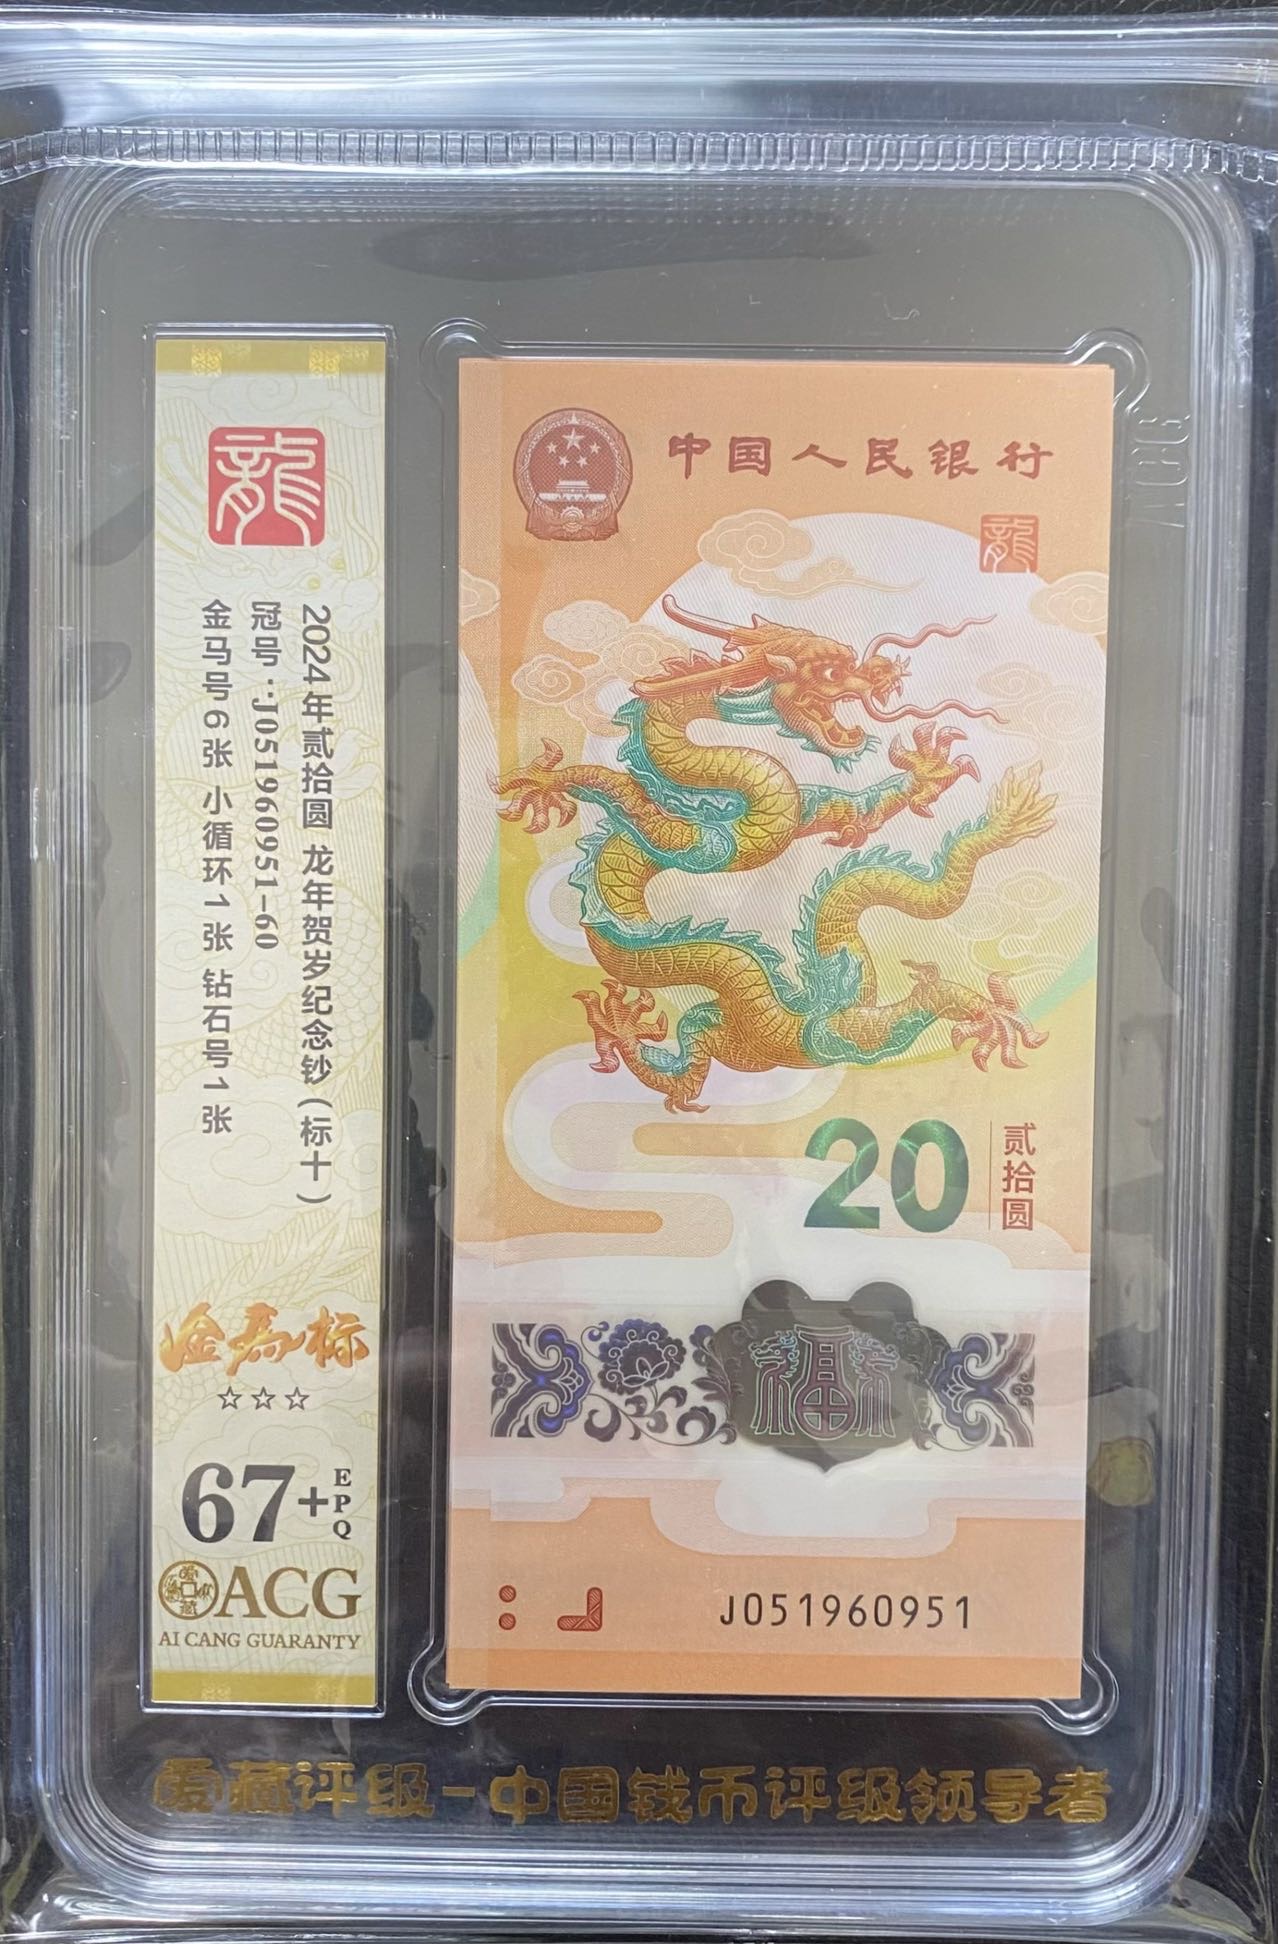 龍
2024年贰拾圆 龙年贺岁纪念钞(标十)
冠号:J051960951-60
金马号6张 小循环1张 钻石号1张
金马标
☆☆☆
67+EPQ
ACG
AI CANG GUARANTY
中国人民银行
龍
20
贰拾圆
福
J051960951
爱藏评级-中国钱币评级领导者